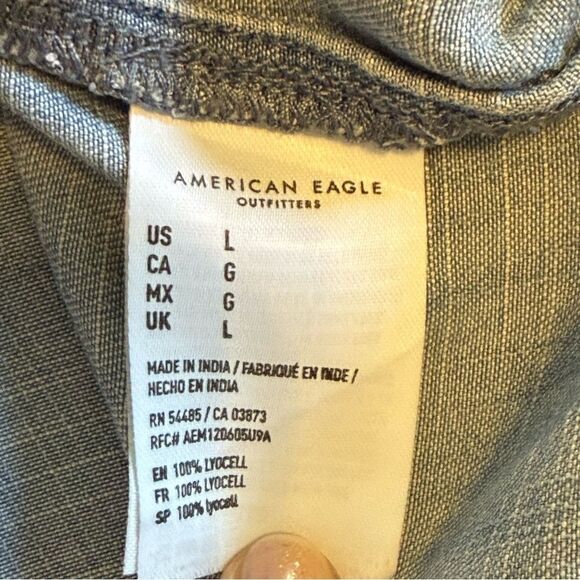 AMERICAN EAGLE
OUTFITTERS
US L
CA G
MX G
UK L
MADE IN INDIA / FABRIQUÉ EN INDE /
HECHO EN INDIA
RN 54485 / CA 03873
RFC# AEM120605U9A
EN 100% LYOCELL
FR 100% LYOCELL
SP 100% lyocell